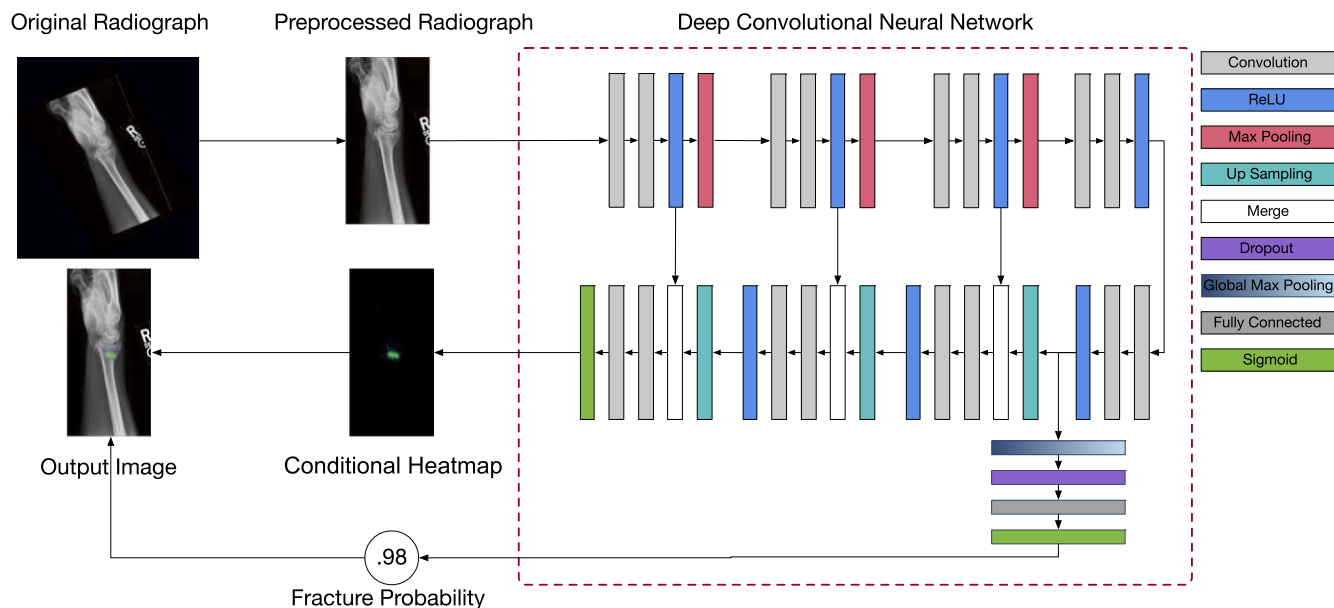 Original Radiograph
Preprocessed Radiograph
Deep Convolutional Neural Network
Convolution
ReLU
Max Pooling
Up Sampling
Merge
Dropout
Global Max Pooling
Fully Connected
Sigmoid
Output Image
Conditional Heatmap
.98
Fracture Probability